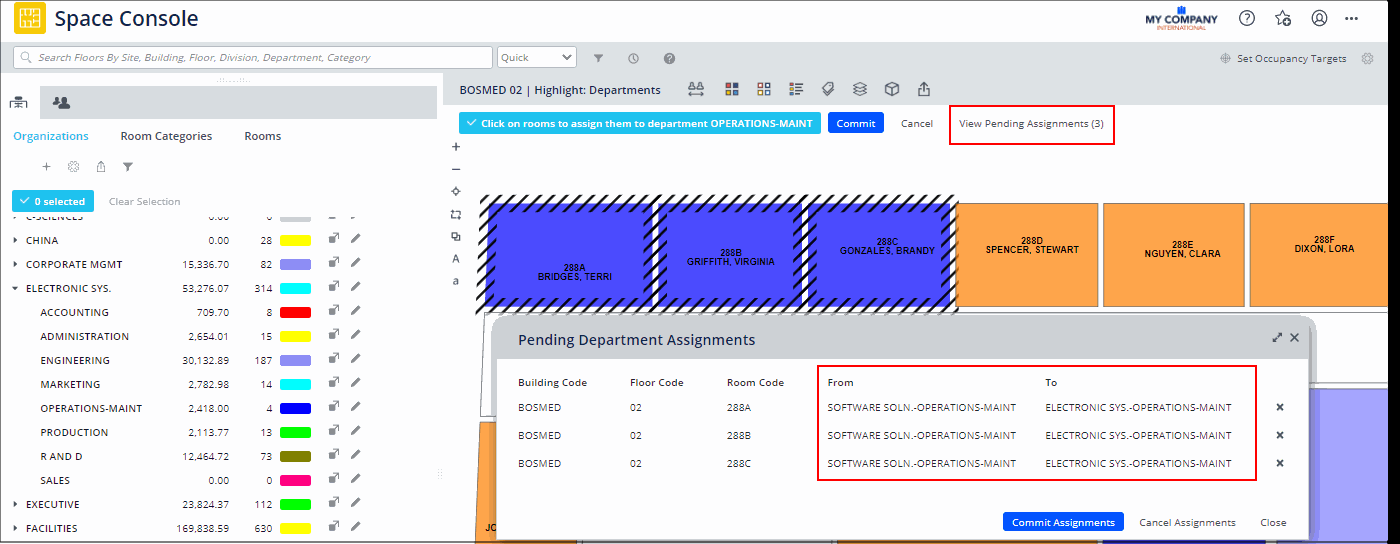 Space Console
MY COMPANY
INTERNATIONAL
Search Floors By Site, Building, Floor, Division, Department, Category
Quick
Set Occupancy Targets
BOSMED 02 | Highlight: Departments
Click on rooms to assign them to department OPERATIONS-MAINT
Commit
Cancel
View Pending Assignments (3)
Organizations
Room Categories
Rooms
0 selected
Clear Selection
C-SCIENCES 0.00 0
CHINA 0.00 28
CORPORATE MGMT 15,336.70 82
ELECTRONIC SYS. 53,276.07 314
ACCOUNTING 709.70 8
ADMINISTRATION 2,654.01 15
ENGINEERING 30,132.89 187
MARKETING 2,782.98 14
OPERATIONS-MAINT 2,418.00 4
PRODUCTION 2,113.77 13
R AND D 12,464.72 73
SALES 0.00 0
EXECUTIVE 23,824.37 112
FACILITIES 169,838.59 630
A
a
288A
BRIDGES, TERRI
288B
GRIFFITH, VIRGINIA
288C
GONZALES, BRANDY
288D
SPENCER, STEWART
288E
NGUYEN, CLARA
288F
DIXON, LORA
Pending Department Assignments
Building Code Floor Code Room Code From To
BOSMED 02 288A SOFTWARE SOLN.-OPERATIONS-MAINT ELECTRONIC SYS.-OPERATIONS-MAINT
BOSMED 02 288B SOFTWARE SOLN.-OPERATIONS-MAINT ELECTRONIC SYS.-OPERATIONS-MAINT
BOSMED 02 288C SOFTWARE SOLN.-OPERATIONS-MAINT ELECTRONIC SYS.-OPERATIONS-MAINT
Commit Assignments
Cancel Assignments
Close
JO